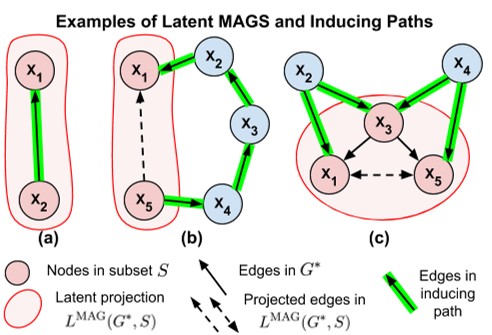 Examples of Latent MAGS and Inducing Paths
X₁
X₂
(a)
X₁
X₂
X₃
X₅
X₄
(b)
X₂
X₄
X₃
X₁
X₅
(c)
Nodes in subset S
Latent projection
L^MAG(G*, S)
Edges in G*
Projected edges in
L^MAG(G*, S)
Edges in
inducing
path